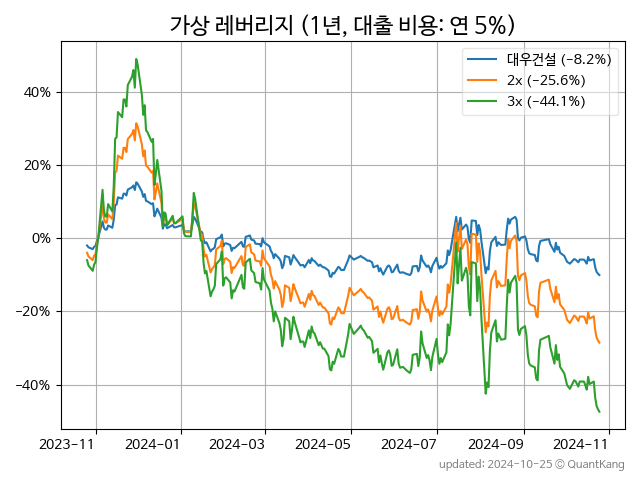 가상 레버리지 (1년, 대출 비용: 연 5%)
대우건설 (−8.2%)
2x (−25.6%)
3x (−44.1%)
40%
20%
0%
−20%
−40%
2023-11 2024-01 2024-03 2024-05 2024-07 2024-09 2024-11
updated: 2024-10-25 © QuantKang